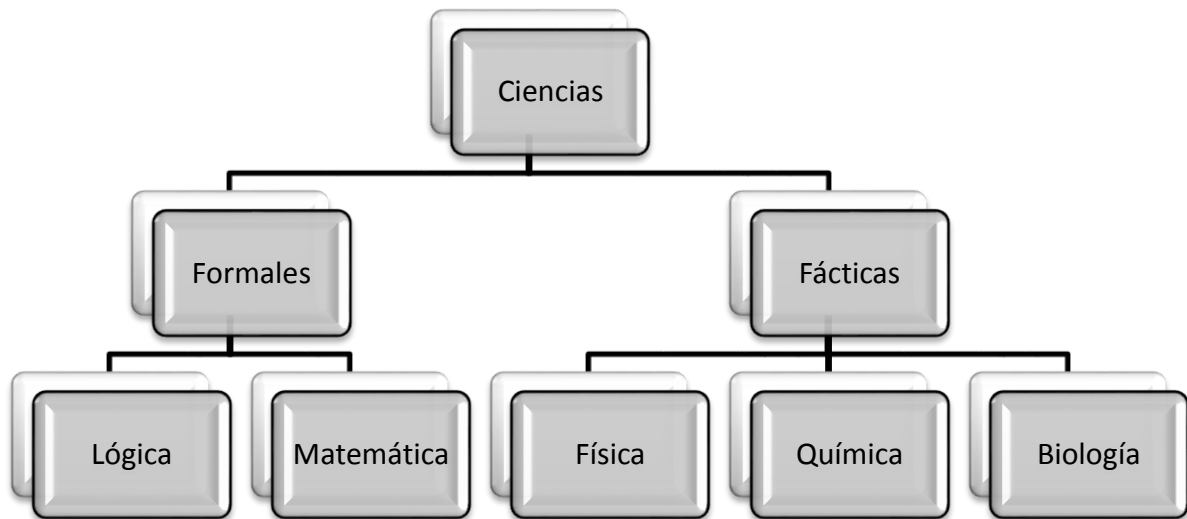 Ciencias
Formales
Fácticas
Lógica
Matemática
Física
Química
Biología